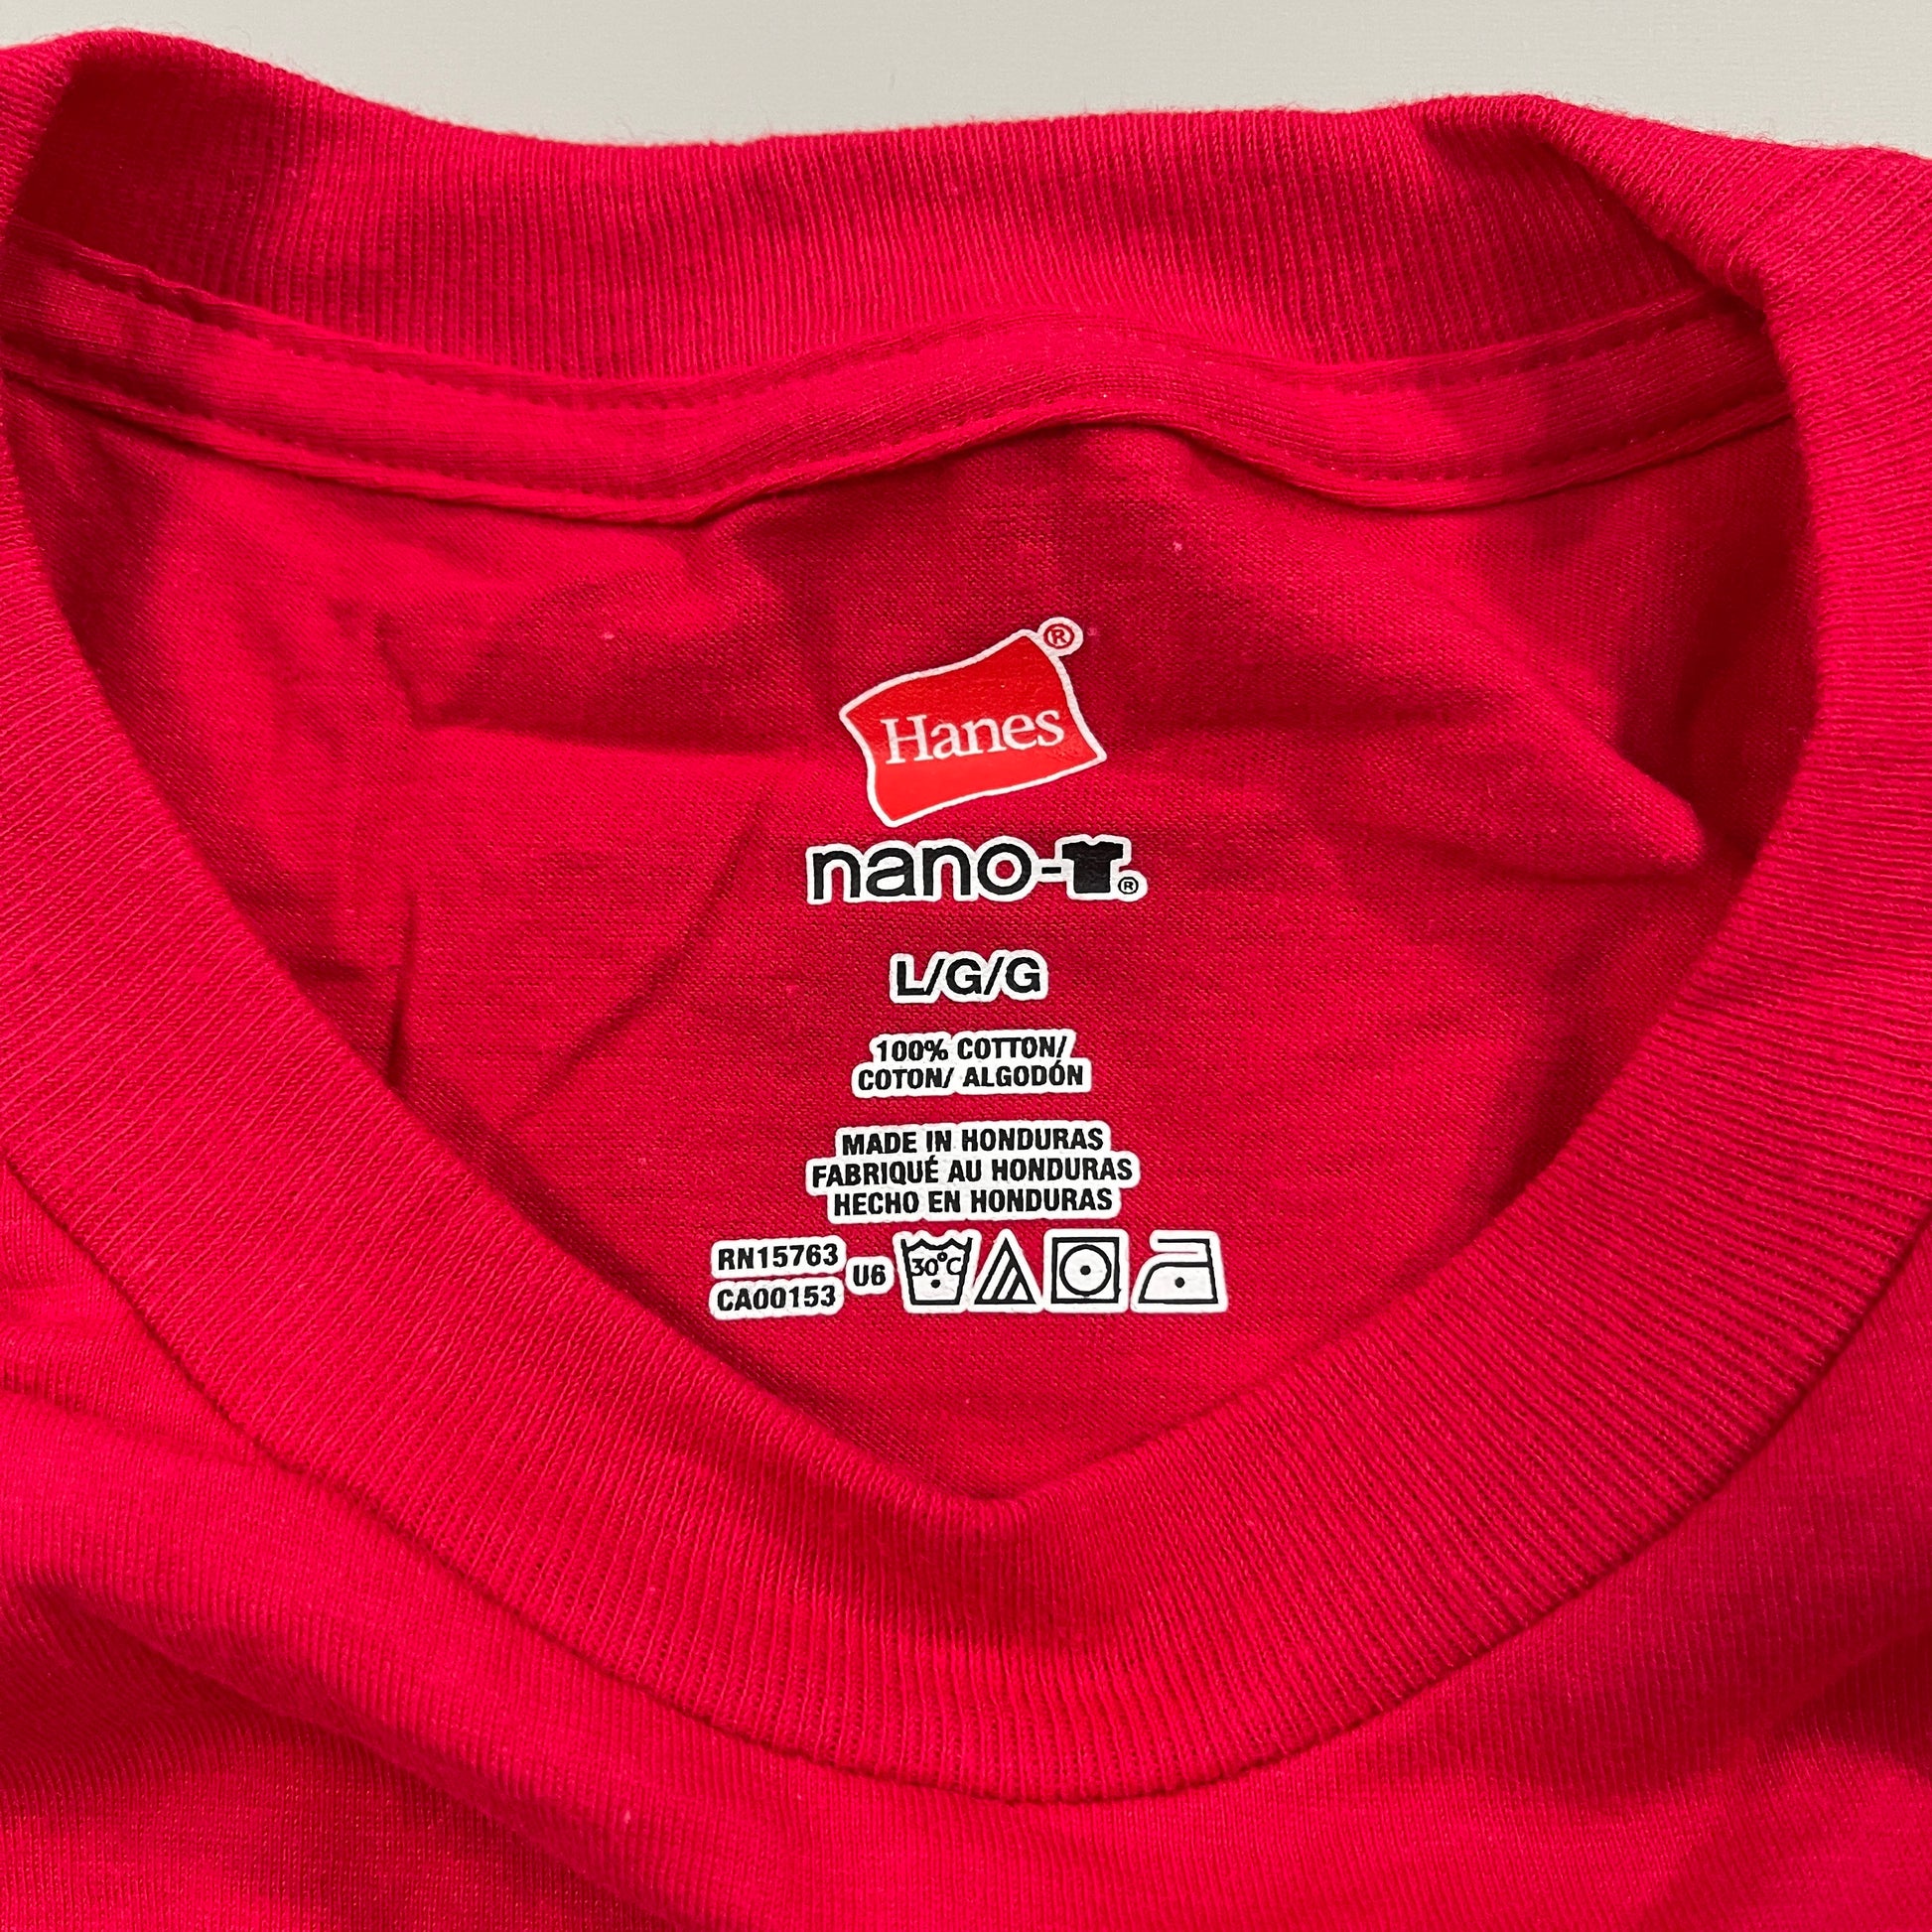 Hanes®
nano-T®
L/G/G
100% COTTON/
COTON/ ALGODÓN
MADE IN HONDURAS
FABRIQUÉ AU HONDURAS
HECHO EN HONDURAS
RN15763
CA00153
U6
30°C